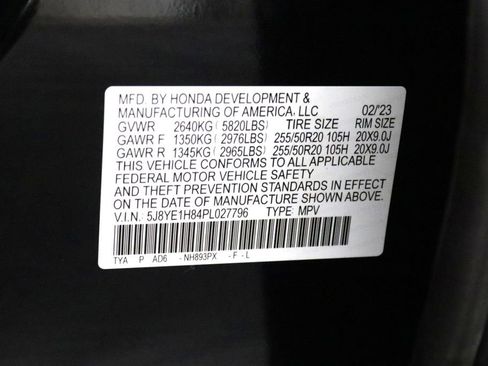 MFD. BY HONDA DEVELOPMENT &
MANUFACTURING OF AMERICA, LLC 02/'23
GVWR 2640KG (5820LBS) TIRE SIZE RIM SIZE
GAWR F 1350KG (2976LBS) 255/50R20 105H 20X9.0J
GAWR R 1345KG (2965LBS) 255/50R20 105H 20X9.0J
THIS VEHICLE CONFORMS TO ALL APPLICABLE
FEDERAL MOTOR VEHICLE SAFETY
AND THEFT PREVENTION STANDARDS IN EFFECT
ON THE DATE OF MANUFACTURE SHOWN ABOVE.
V.I.N.: 5J8YE1H84PL027796 TYPE: MPV
TYA P AD6 -NH893PX -F-L